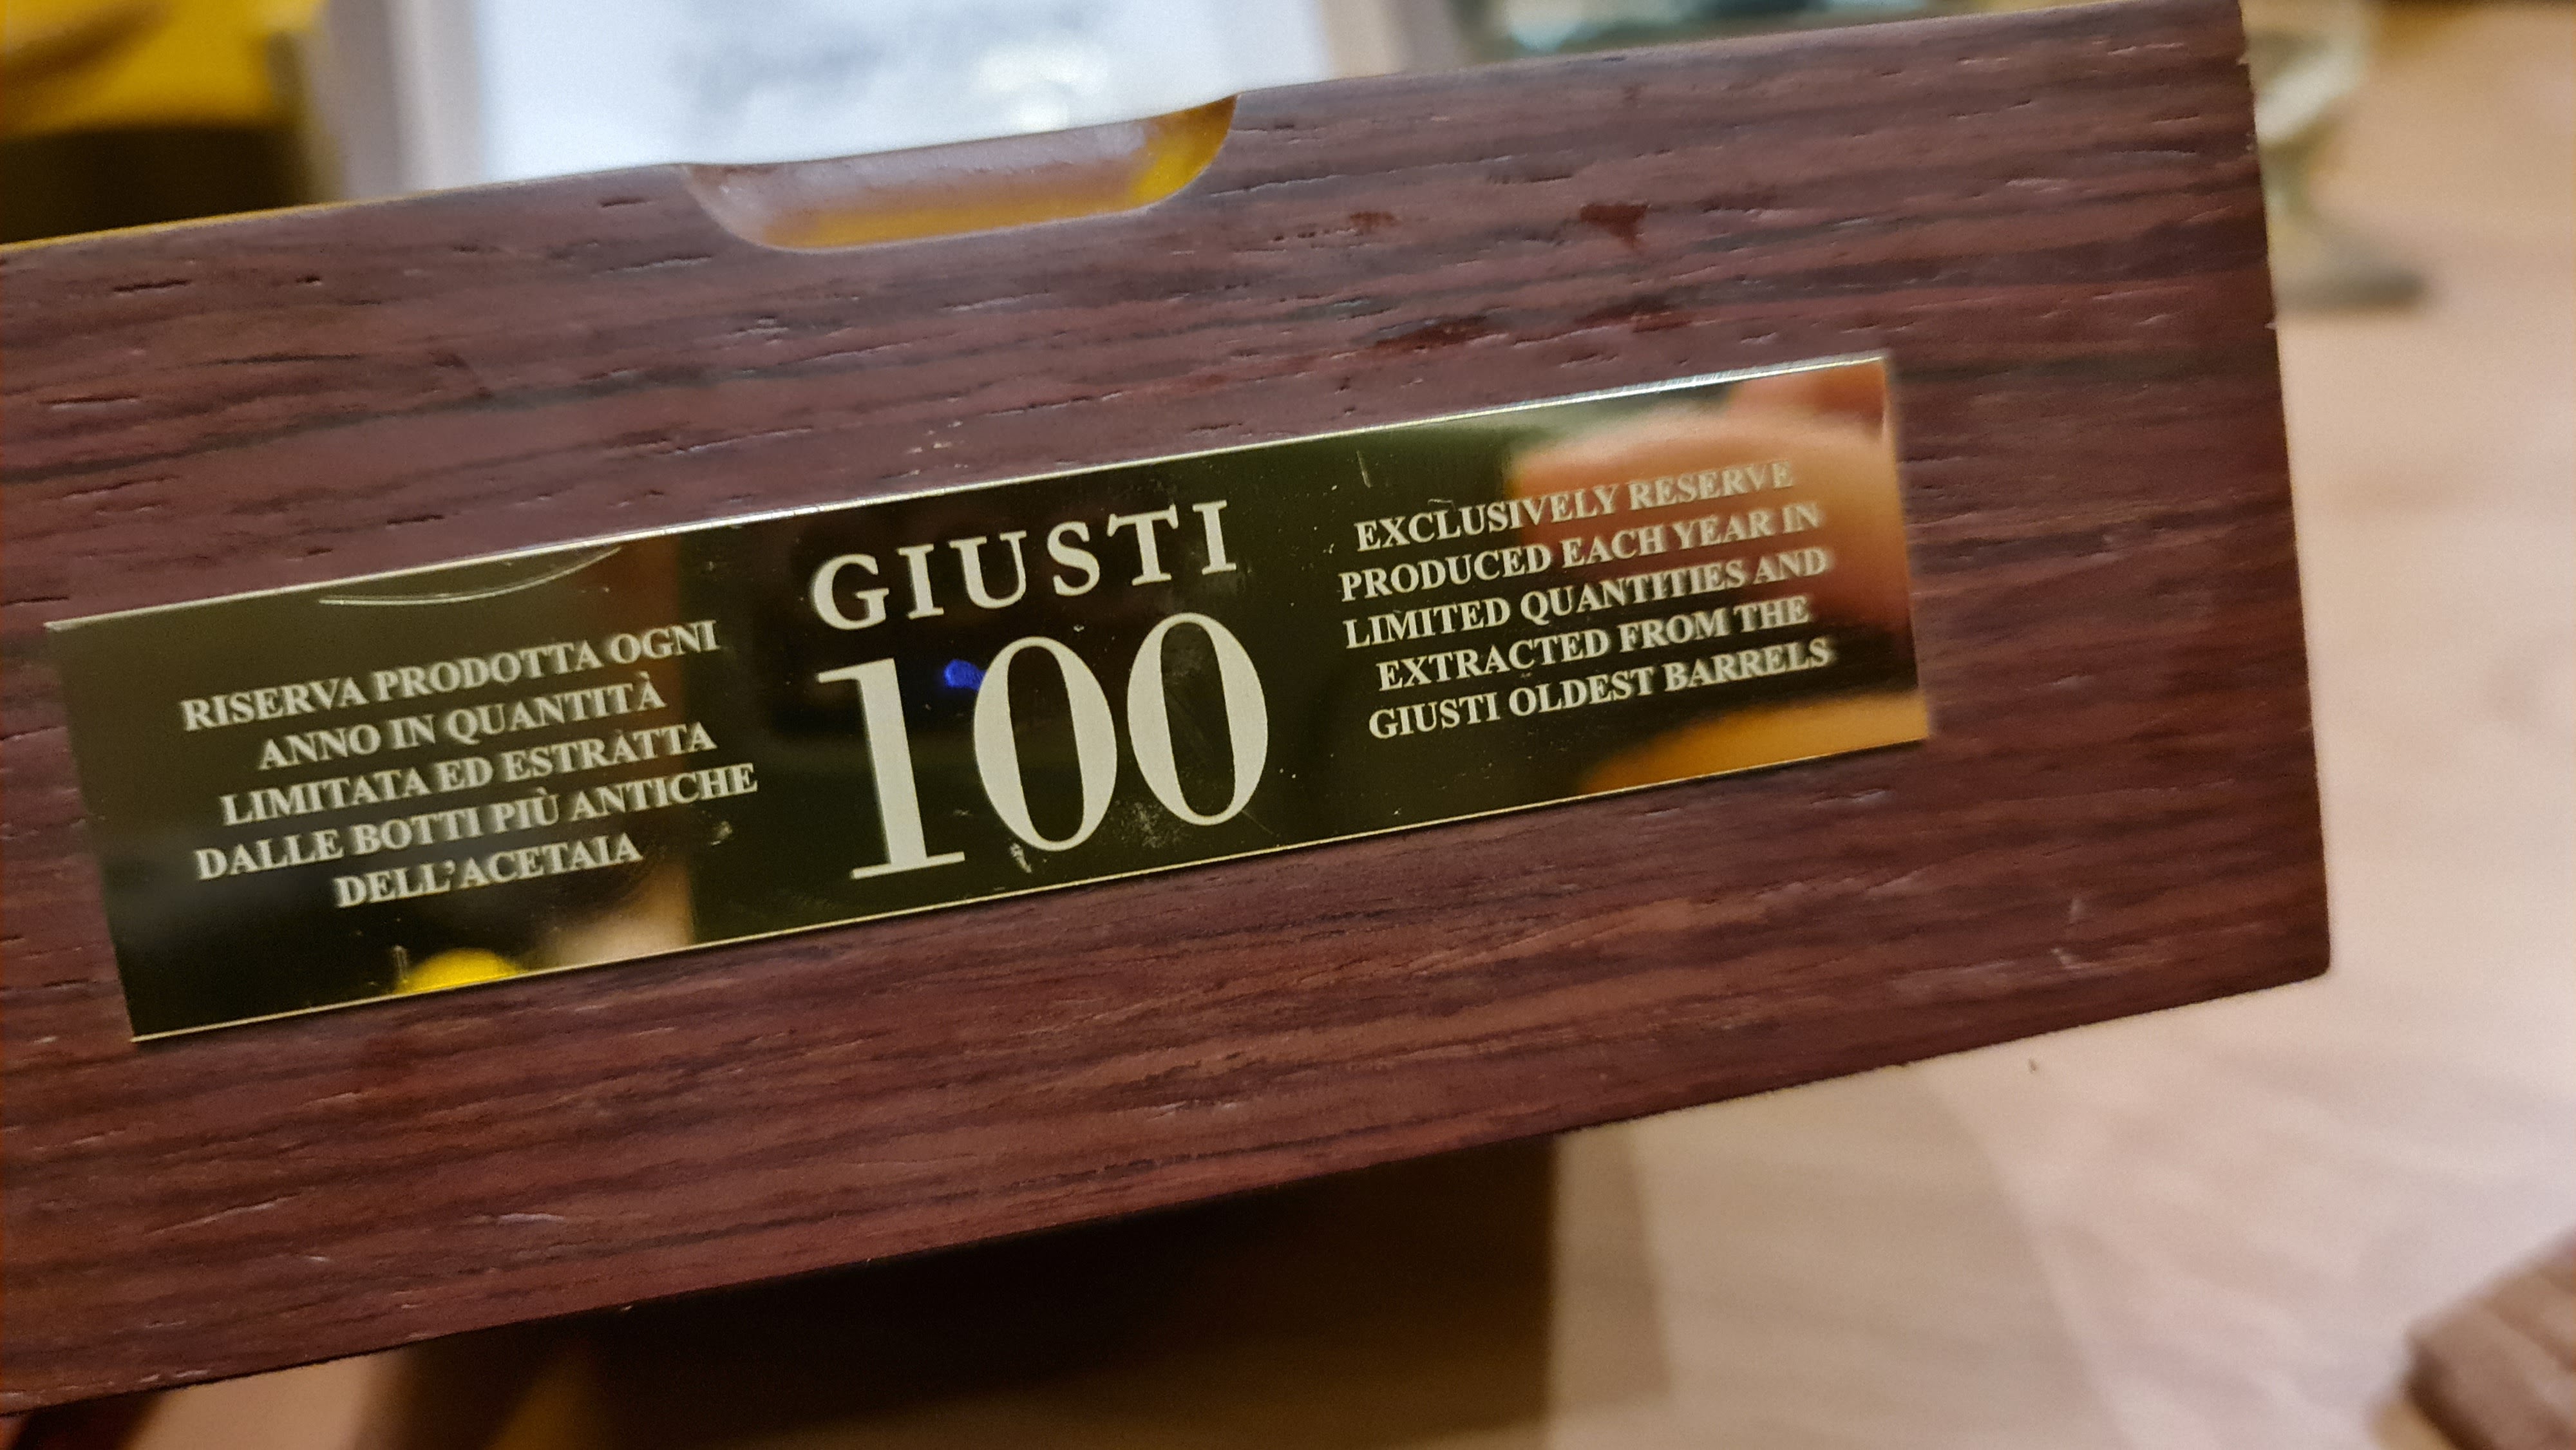 RISERVA PRODOTTA OGNI
ANNO IN QUANTITÀ
LIMITATA ED ESTRATTA
DALLE BOTTI PIÙ ANTICHE
DELL'ACETAIA
GIUSTI
100
EXCLUSIVELY RESERVE
PRODUCED EACH YEAR IN
LIMITED QUANTITIES AND
EXTRACTED FROM THE
GIUSTI OLDEST BARRELS